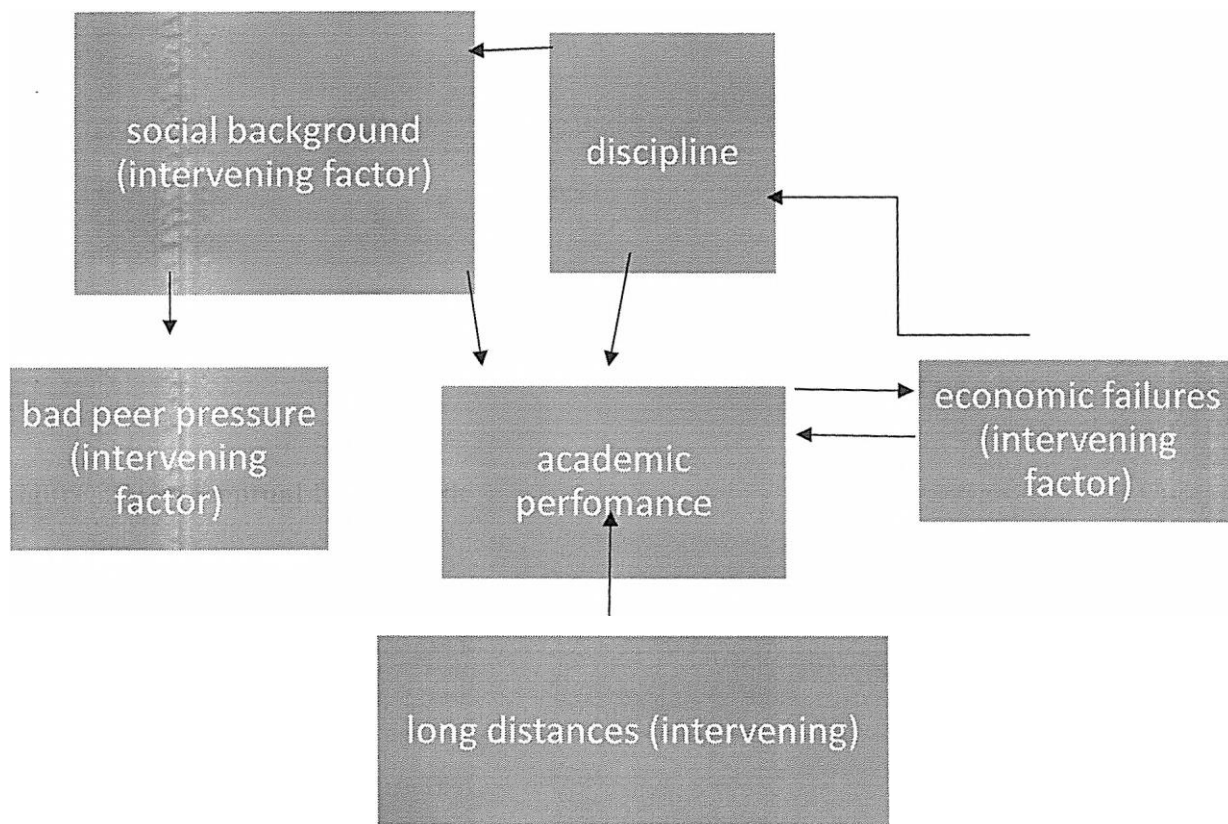 social background
(intervening factor)
discipline
bad peer pressure
(intervening
factor)
academic
perfomance
economic failures
(intervening
factor)
long distances (intervening)